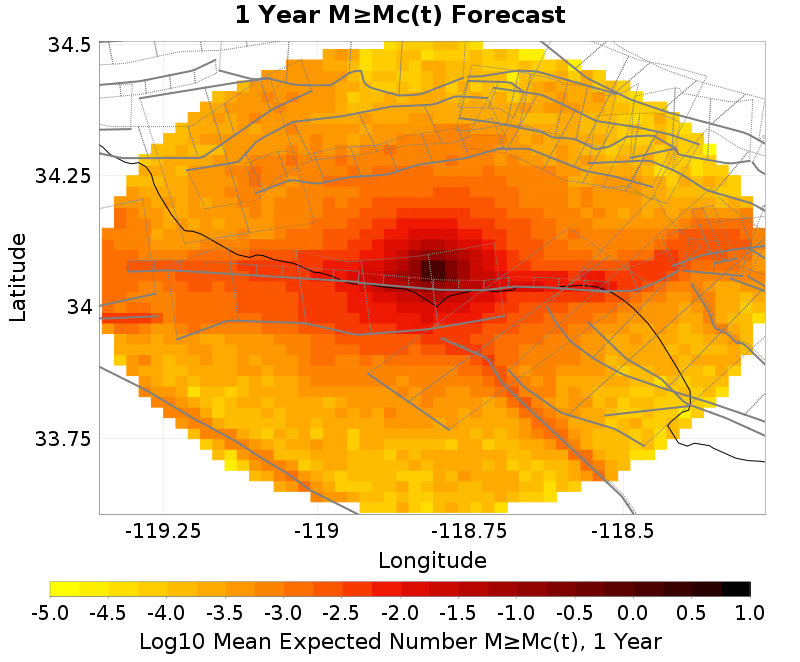 1 Year M≥Mc(t) Forecast
34.5
34.25
34
33.75
Latitude
-119.25 -119 -118.75 -118.5
Longitude
-5.0 -4.5 -4.0 -3.5 -3.0 -2.5 -2.0 -1.5 -1.0 -0.5 0.0 0.5 1.0
Log10 Mean Expected Number M≥Mc(t), 1 Year